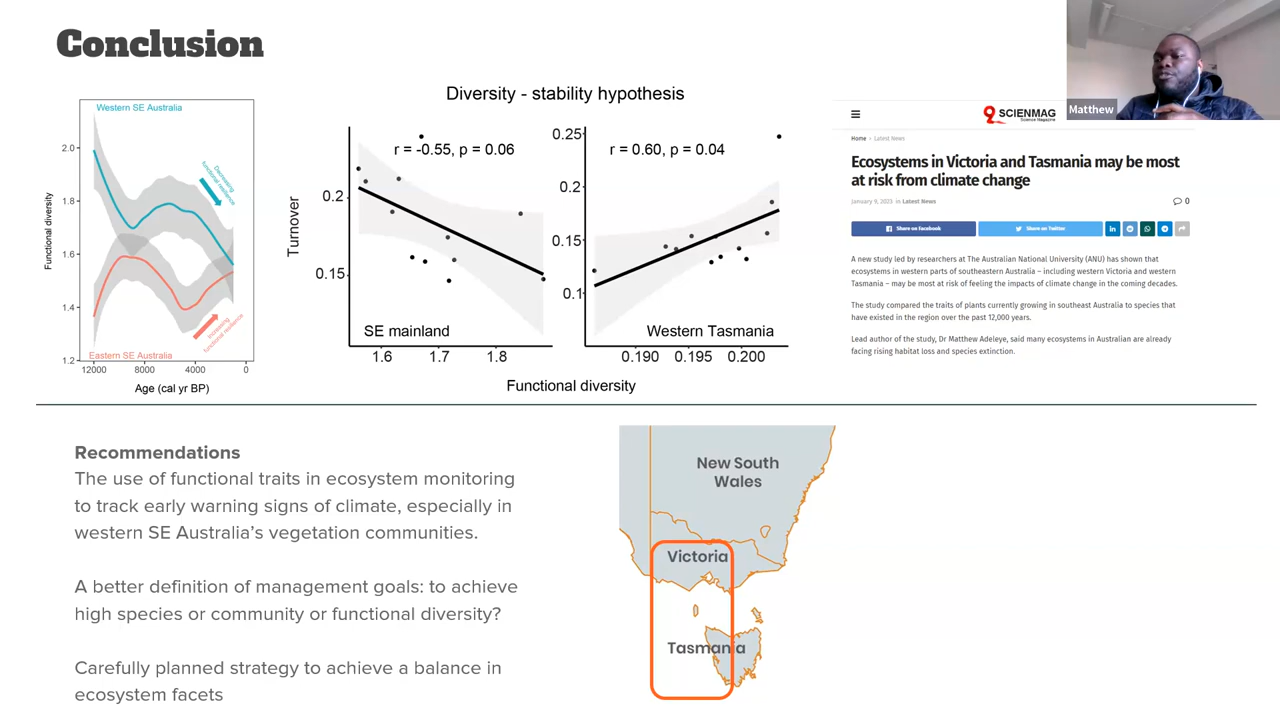 Conclusion
Matthew
Western SE Australia
Decreasing
functional resilience
2.0
1.8
1.6
1.4
1.2
Functional diversity
Increasing
functional resilience
Eastern SE Australia
12000 8000 4000 0
Age (cal yr BP)
Diversity - stability hypothesis
Turnover
r = -0.55, p = 0.06
0.2
0.15
SE mainland
1.6 1.7 1.8
0.25
r = 0.60, p = 0.04
0.2
0.15
0.1
Western Tasmania
0.190 0.195 0.200
Functional diversity
SCIENMAG
Science Magazine
Home Latest News
Ecosystems in Victoria and Tasmania may be most
at risk from climate change
January 9, 2023 in Latest News
0
Share on Facebook
Share on Twitter
in
A new study led by researchers at The Australian National University (ANU) has shown that
ecosystems in western parts of southeastern Australia – including western Victoria and western
Tasmania – may be most at risk of feeling the impacts of climate change in the coming decades.
The study compared the traits of plants currently growing in southeast Australia to species that
have existed in the region over the past 12,000 years.
Lead author of the study, Dr Matthew Adeleye, said many ecosystems in Australian are already
facing rising habitat loss and species extinction.
Recommendations
The use of functional traits in ecosystem monitoring
to track early warning signs of climate, especially in
western SE Australia's vegetation communities.
A better definition of management goals: to achieve
high species or community or functional diversity?
Carefully planned strategy to achieve a balance in
ecosystem facets
New South
Wales
Victoria
Tasmania